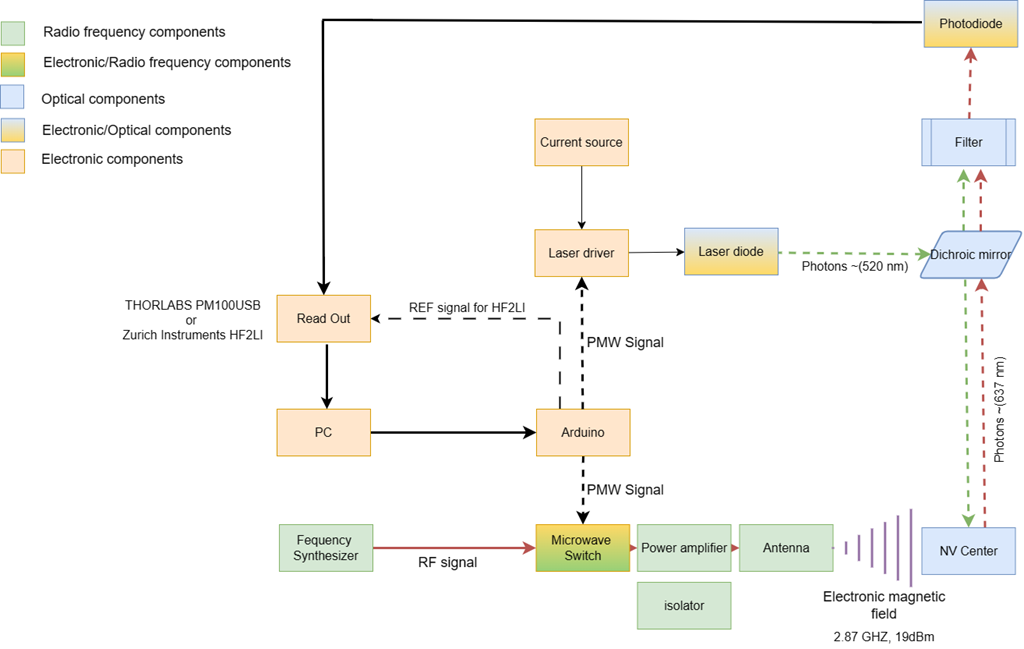 Radio frequency components
Electronic/Radio frequency components
Optical components
Electronic/Optical components
Electronic components
Photodiode
Filter
Current source
Laser driver
Laser diode
Photons ~(520 nm)
Dichroic mirror
THORLABS PM100USB
or
Zurich Instruments HF2LI
Read Out
REF signal for HF2LI
PMW Signal
Photons ~(637 nm)
PC
Arduino
PMW Signal
Fequency
Synthesizer
RF signal
Microwave
Switch
Power amplifier
Antenna
NV Center
isolator
Electronic magnetic
field
2.87 GHZ, 19dBm